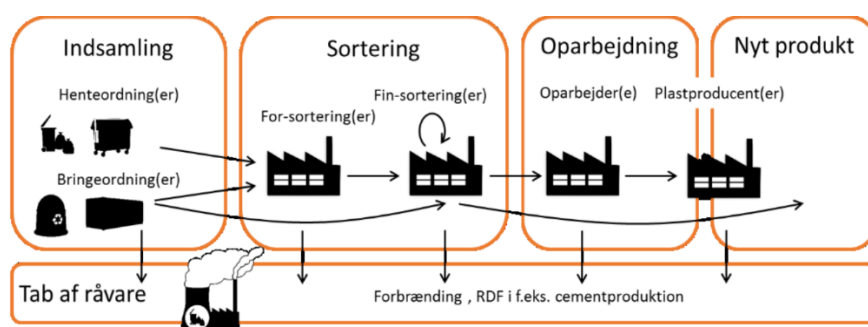 Indsamling
Sortering
Oparbejdning
Nyt produkt
Henteordning(er)
Fin-sortering(er)
Oparbejder(e)
Plastproducent(er)
For-sortering(er)
Bringeordning(er)
Tab af råvare
Forbrænding , RDF i f.eks. cementproduktion